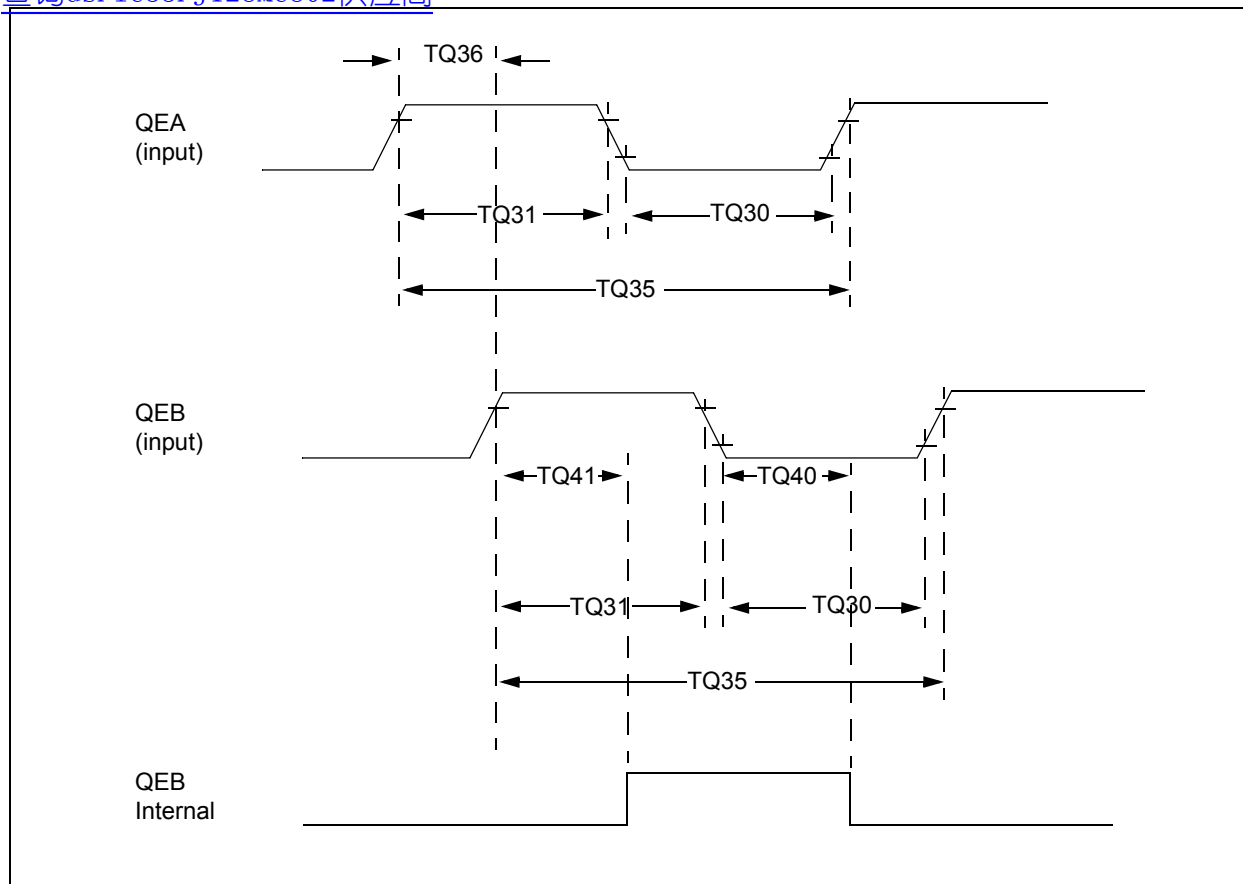 TQ36
QEA
(input)
TQ31
TQ30
TQ35
QEB
(input)
TQ41
TQ40
TQ31
TQ30
TQ35
QEB
Internal